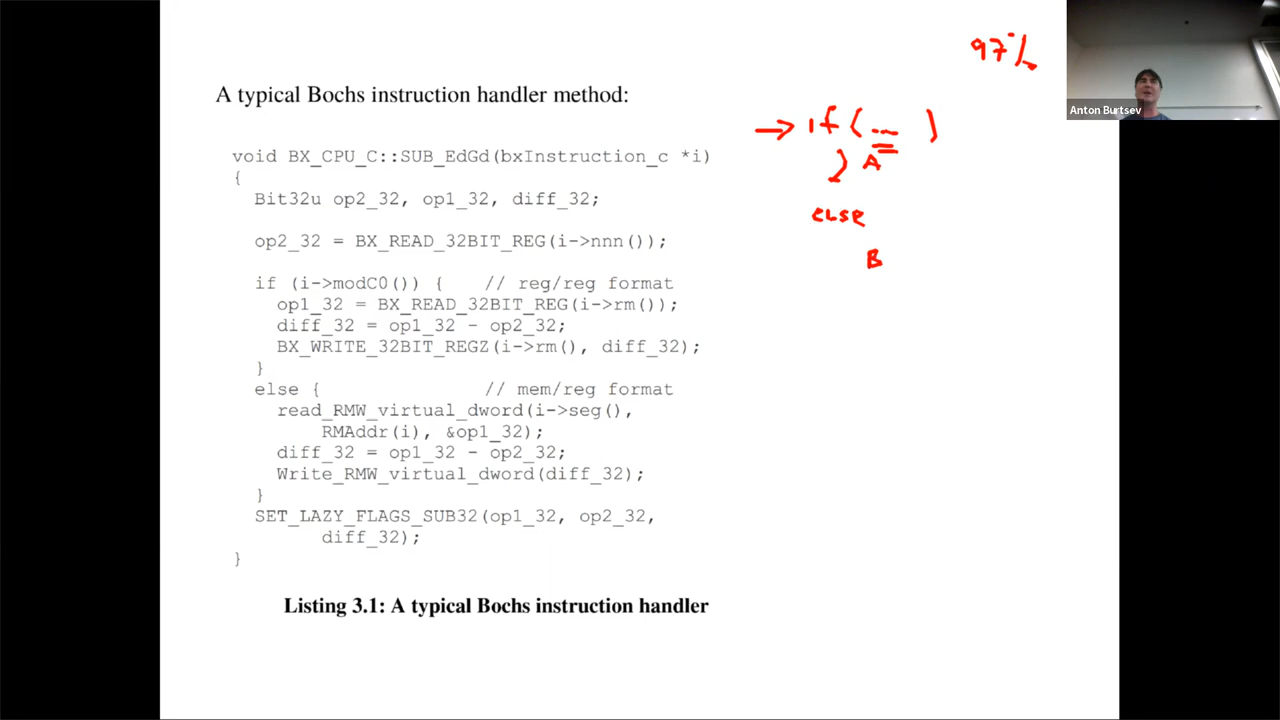 97%
Anton Burtsev
A typical Bochs instruction handler method:
if ( ... )
A
else
B
void BX_CPU_C::SUB_EdGd(bxInstruction_c *i)
{
Bit32u op2_32, op1_32, diff_32;
op2_32 = BX_READ_32BIT_REG(i->nnn());
if (i->modC0()) { // reg/reg format
op1_32 = BX_READ_32BIT_REG(i->rm());
diff_32 = op1_32 - op2_32;
BX_WRITE_32BIT_REGZ(i->rm(), diff_32);
}
else { // mem/reg format
read_RMW_virtual_dword(i->seg(),
RMAddr(i), &op1_32);
diff_32 = op1_32 - op2_32;
Write_RMW_virtual_dword(diff_32);
}
SET_LAZY_FLAGS_SUB32(op1_32, op2_32,
diff_32);
}
Listing 3.1: A typical Bochs instruction handler